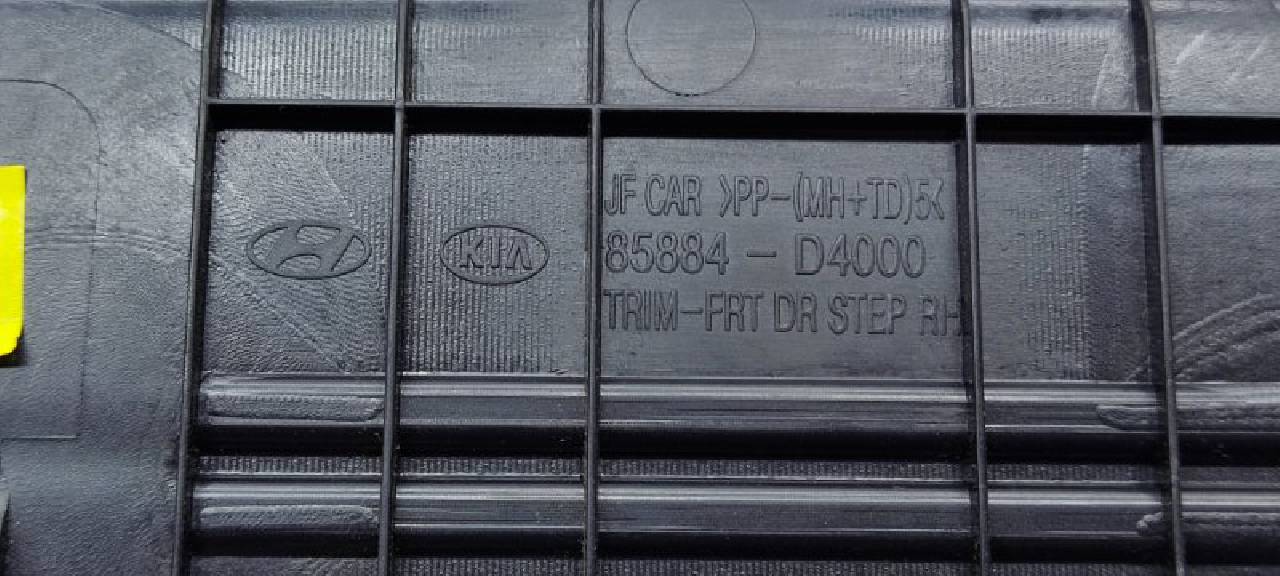 JF CAR >PP-(MH+TD)5<
KIA
85884 - D4000
TRIM-FRT DR STEP RH